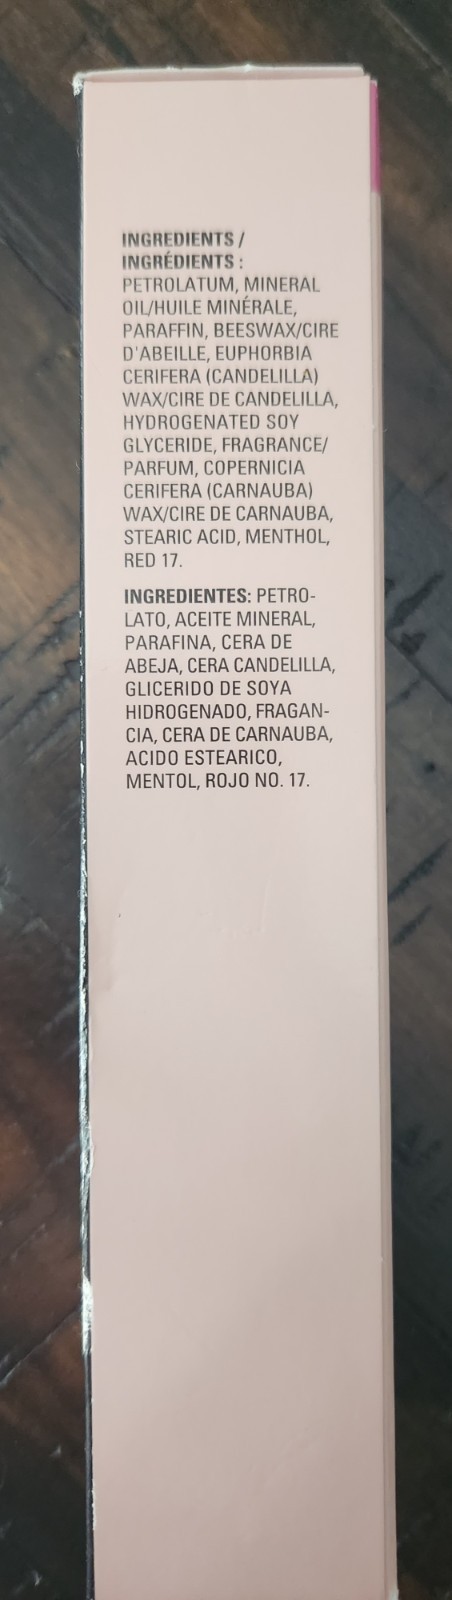 INGREDIENTS /
INGRÉDIENTS :
PETROLATUM, MINERAL
OIL/HUILE MINÉRALE,
PARAFFIN, BEESWAX/CIRE
D'ABEILLE, EUPHORBIA
CERIFERA (CANDELILLA)
WAX/CIRE DE CANDELILLA,
HYDROGENATED SOY
GLYCERIDE, FRAGRANCE/
PARFUM, COPERNICIA
CERIFERA (CARNAUBA)
WAX/CIRE DE CARNAUBA,
STEARIC ACID, MENTHOL,
RED 17.
INGREDIENTES: PETRO-
LATO, ACEITE MINERAL,
PARAFINA, CERA DE
ABEJA, CERA CANDELILLA,
GLICERIDO DE SOYA
HIDROGENADO, FRAGAN-
CIA, CERA DE CARNAUBA,
ACIDO ESTEARICO,
MENTOL, ROJO NO. 17.